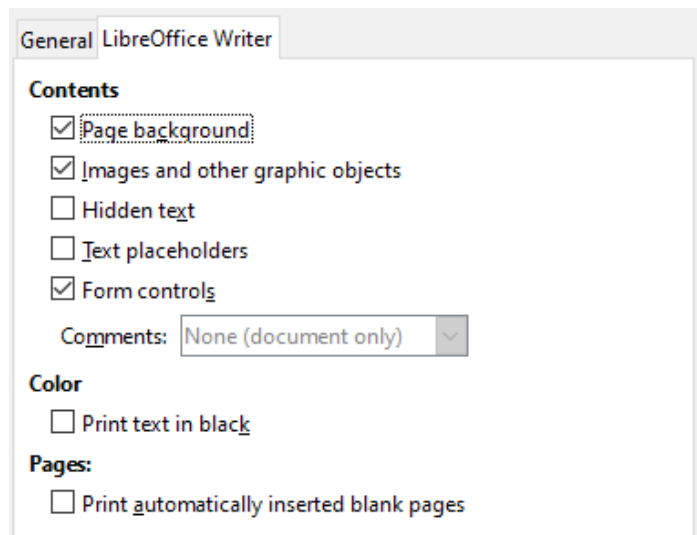 General LibreOffice Writer
Contents
Page background
Images and other graphic objects
Hidden text
Text placeholders
Form controls
Comments: None (document only)
Color
Print text in black
Pages:
Print automatically inserted blank pages